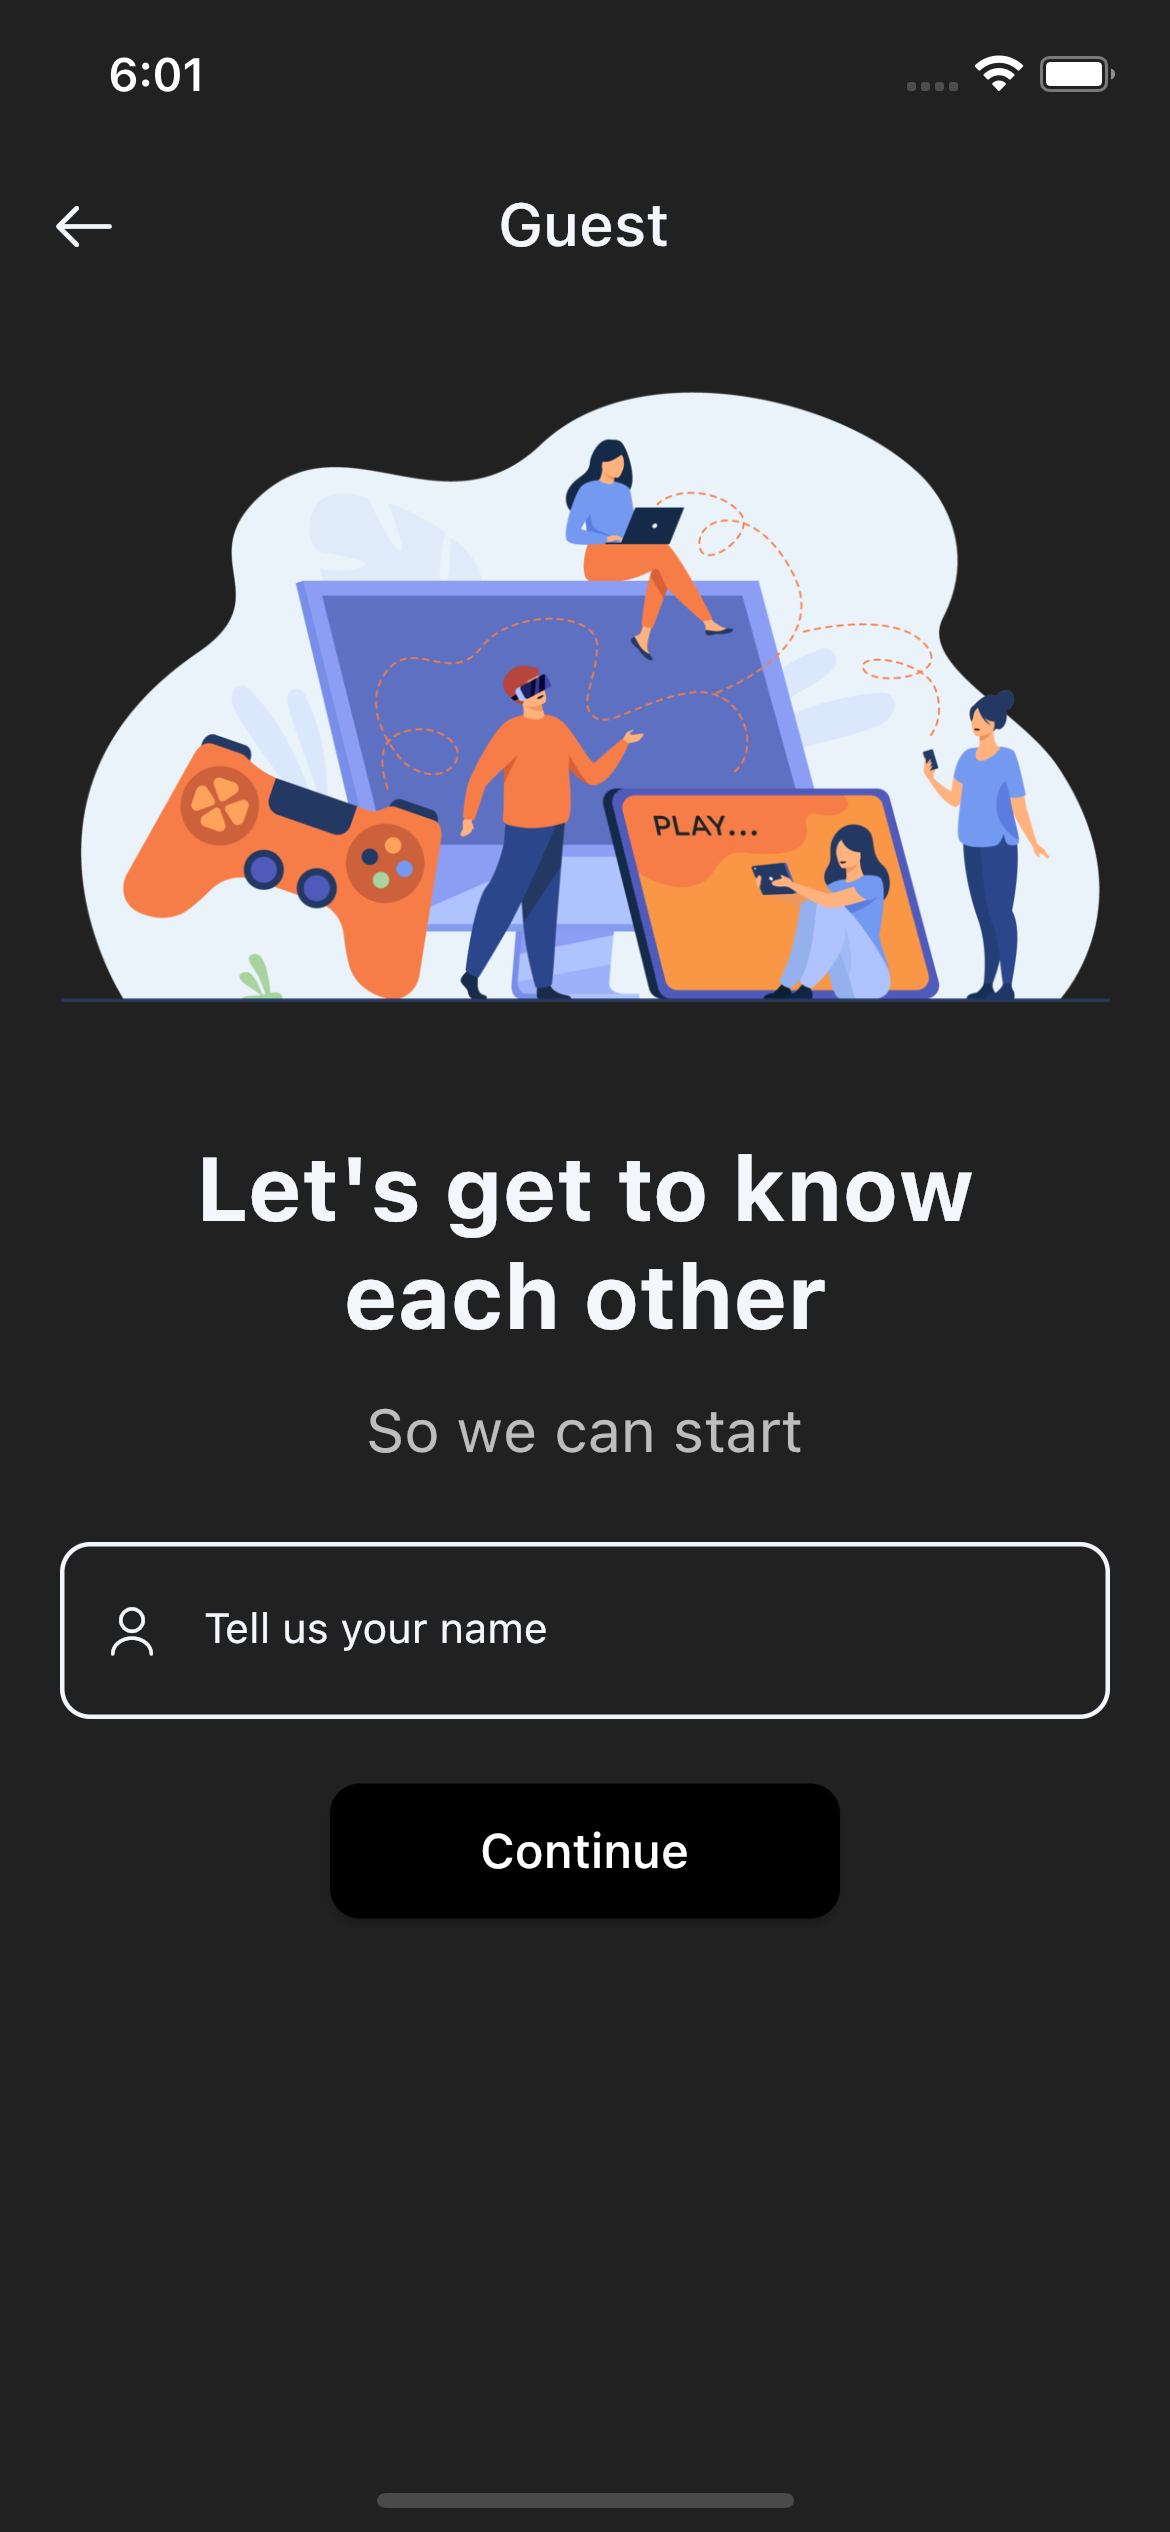 6:01
Guest
PLAY...
Let's get to know
each other
So we can start
Tell us your name
Continue